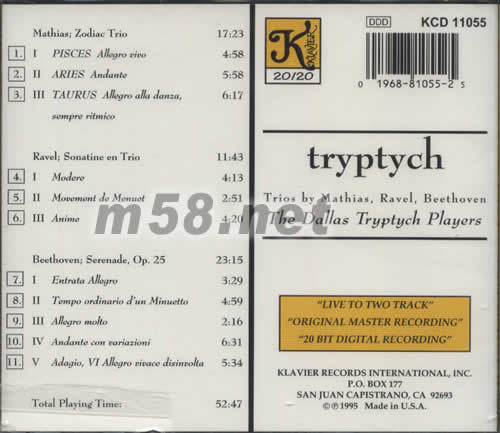 Mathias; Zodiac Trio 17:23
1. I PISCES Allegro vivo 4:58
2. II ARIES Andante 5:58
3. III TAURUS Allegro alla danza, 6:17
sempre ritmico
Ravel; Sonatine en Trio 11:43
4. I Modere 4:13
5. II Movement de Menuet 2:51
6. III Anime 4:20
Beethoven; Serenade, Op. 25 23:15
7. I Entrata Allegro 3:29
8. II Tempo ordinario d'un Minuetto 4:59
9. III Allegro molto 2:16
10. IV Andante con variazioni 6:31
11. V Adagio, VI Allegro vivace disinvolta 5:34
Total Playing Time: 52:47
K
KLAVIER
20/20
DDD
KCD 11055
0 1968-81055-2 5
tryptych
Trios by Mathias, Ravel, Beethoven
The Dallas Tryptych Players
"LIVE TO TWO TRACK"
"ORIGINAL MASTER RECORDING"
"20 BIT DIGITAL RECORDING"
KLAVIER RECORDS INTERNATIONAL, INC.
P.O. BOX 177
SAN JUAN CAPISTRANO, CA 92693
©℗1995 Made in U.S.A.
m58.net